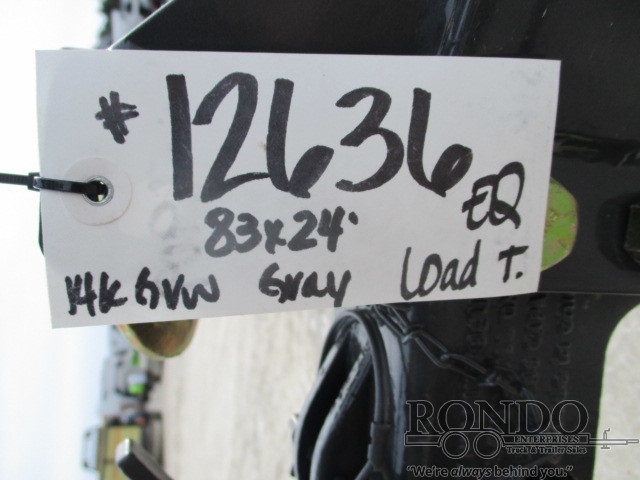 #12636
EQ
83x24'
14K GVW Gray Load T.
RONDO
ENTERPRISES
Truck & Trailer Sales
"We're always behind you."